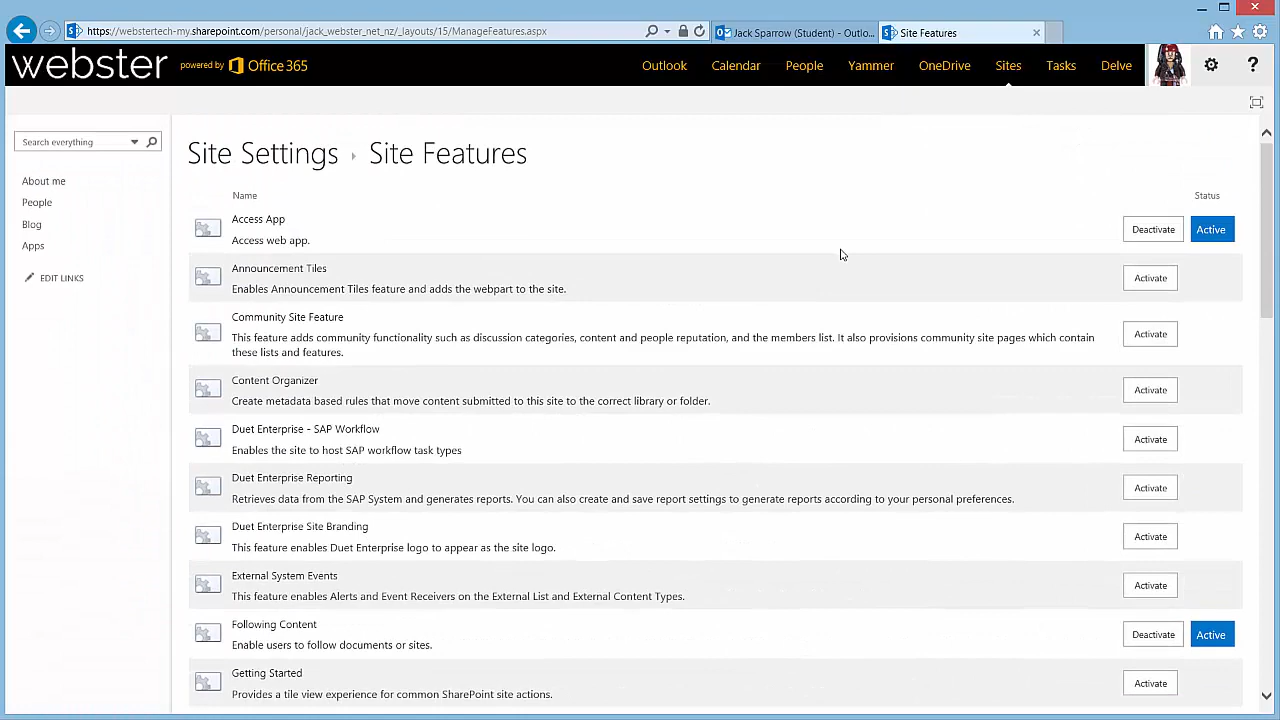 https://webstertech-my.sharepoint.com/personal/jack_webster_net_nz/_layouts/15/ManageFeatures.aspx
Jack Sparrow (Student) - Outlo...
Site Features
webster powered by Office 365
Outlook Calendar People Yammer OneDrive Sites Tasks Delve ?
Search everything
About me
People
Blog
Apps
EDIT LINKS
Site Settings › Site Features
Name Status
Access App
Access web app.
Deactivate Active
Announcement Tiles
Enables Announcement Tiles feature and adds the webpart to the site.
Activate
Community Site Feature
This feature adds community functionality such as discussion categories, content and people reputation, and the members list. It also provisions community site pages which contain
these lists and features.
Activate
Content Organizer
Create metadata based rules that move content submitted to this site to the correct library or folder.
Activate
Duet Enterprise - SAP Workflow
Enables the site to host SAP workflow task types
Activate
Duet Enterprise Reporting
Retrieves data from the SAP System and generates reports. You can also create and save report settings to generate reports according to your personal preferences.
Activate
Duet Enterprise Site Branding
This feature enables Duet Enterprise logo to appear as the site logo.
Activate
External System Events
This feature enables Alerts and Event Receivers on the External List and External Content Types.
Activate
Following Content
Enable users to follow documents or sites.
Deactivate Active
Getting Started
Provides a tile view experience for common SharePoint site actions.
Activate